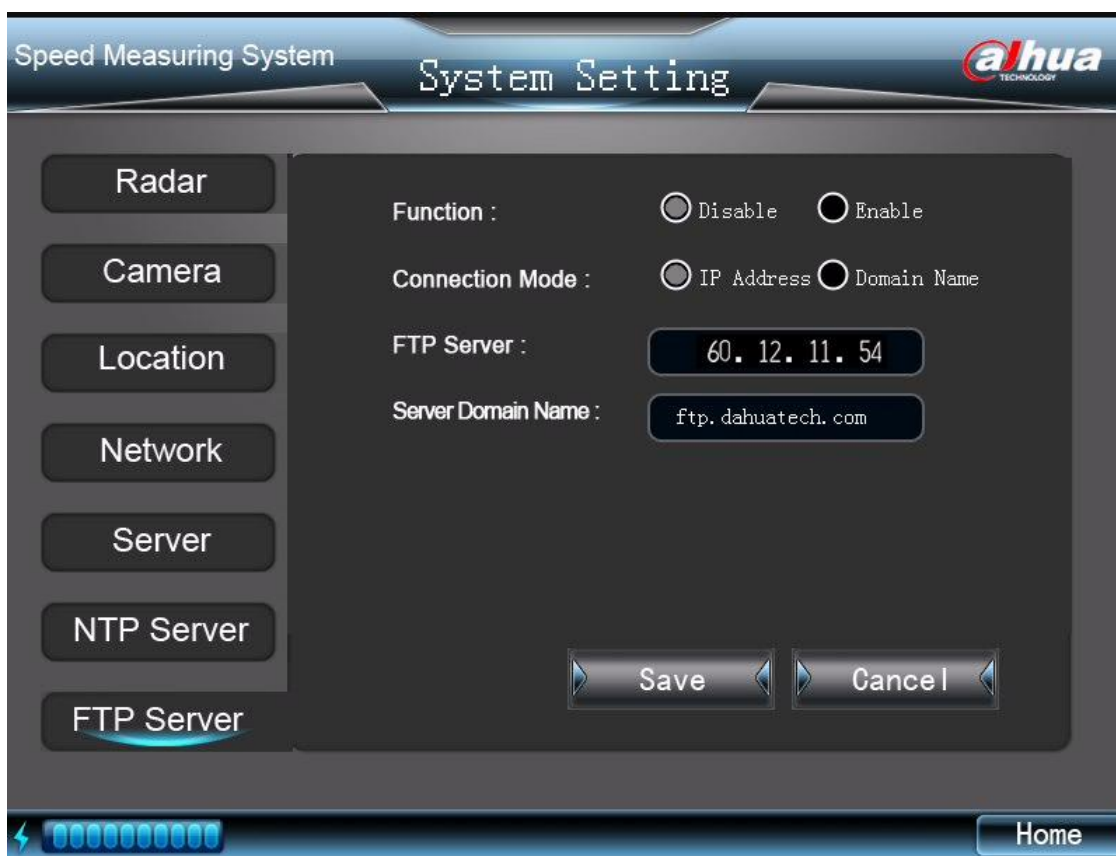 Speed Measuring System
System Setting
alhua
TECHNOLOGY
Radar
Camera
Location
Network
Server
NTP Server
FTP Server
Function :
Disable
Enable
Connection Mode :
IP Address
Domain Name
FTP Server :
60. 12. 11. 54
Server Domain Name :
ftp.dahuatech.com
Save
Cancel
Home